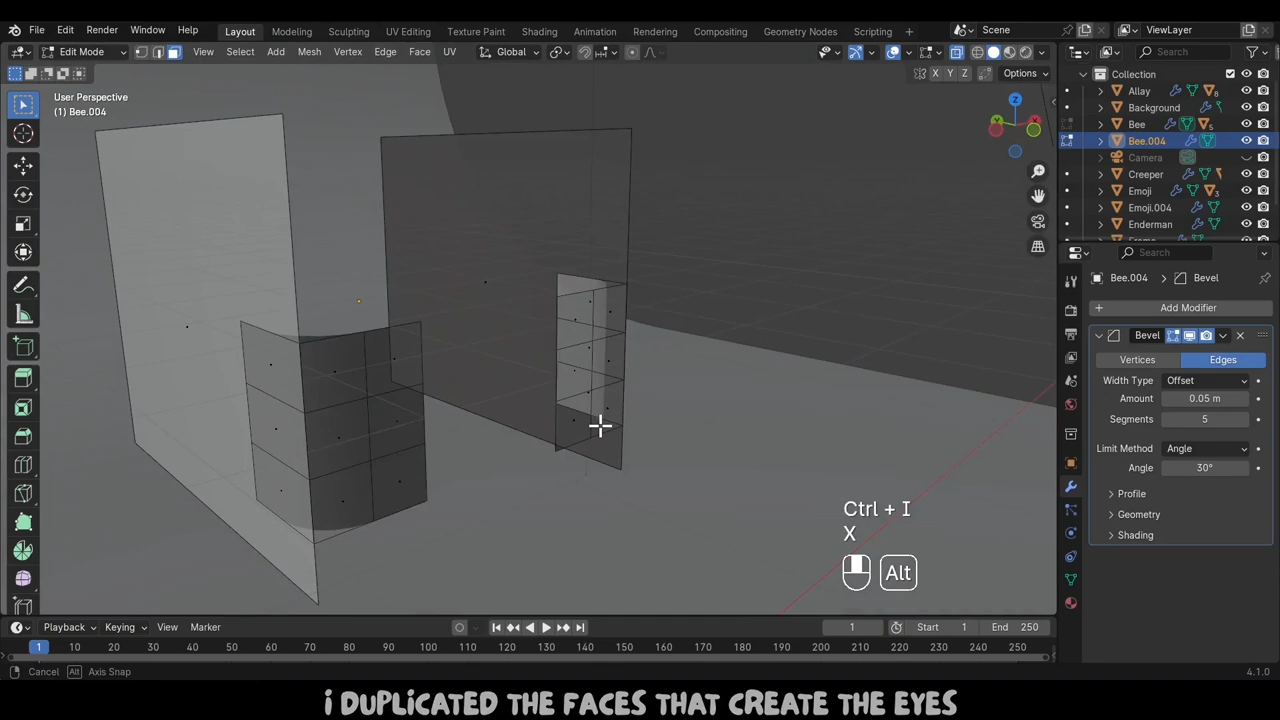 File Edit Render Window Help Layout Modeling Sculpting UV Editing Texture Paint Shading Animation Rendering Compositing Geometry Nodes Scripting + Scene ViewLayer
Edit Mode View Select Add Mesh Vertex Edge Face UV Global Search
X Y Z Options
User Perspective
(1) Bee.004
Z
Collection
Allay 8
Background
Bee 5
Bee.004
Camera
Creeper
Emoji 3
Emoji.004
Enderman
Search
Bee.004 > Bevel
+ Add Modifier
Bevel
Vertices Edges
Width Type Offset
Amount 0.05 m
Segments 5
Limit Method Angle
Angle 30°
Profile
Geometry
Shading
Ctrl + I
X
Alt
Playback Keying View Marker 1 Start 1 End 250
1 10 20 30 40 50 60 70 80 90 100 110 120 130 140 150 160 170 180 190 200 210 220 230 240 250
Cancel Alt Axis Snap 4.1.0
I DUPLICATED THE FACES THAT CREATE THE EYES